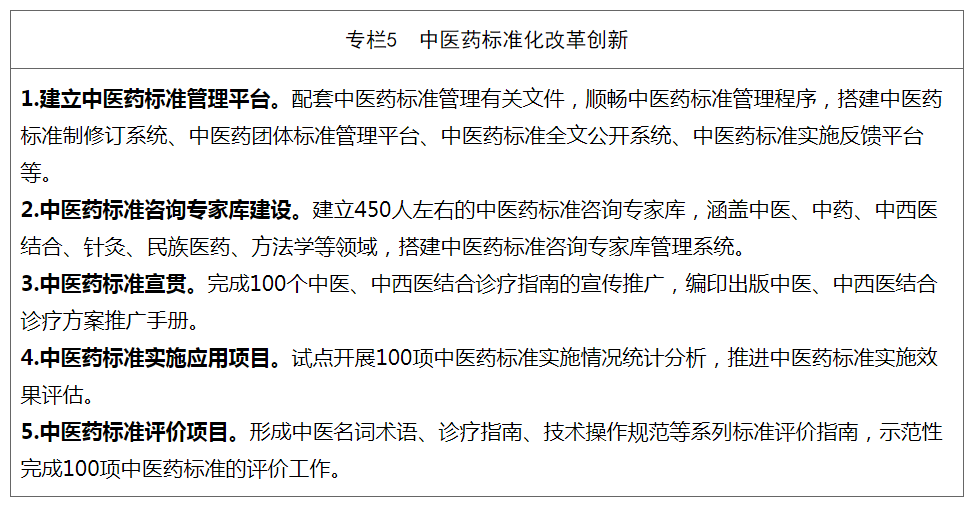 专栏5 中医药标准化改革创新
1.建立中医药标准管理平台。配套中医药标准管理有关文件，顺畅中医药标准管理程序，搭建中医药
标准制修订系统、中医药团体标准管理平台、中医药标准全文公开系统、中医药标准实施反馈平台
等。
2.中医药标准咨询专家库建设。建立450人左右的中医药标准咨询专家库，涵盖中医、中药、中西医
结合、针灸、民族医药、方法学等领域，搭建中医药标准咨询专家库管理系统。
3.中医药标准宣贯。完成100个中医、中西医结合诊疗指南的宣传推广，编印出版中医、中西医结合
诊疗方案推广手册。
4.中医药标准实施应用项目。试点开展100项中医药标准实施情况统计分析，推进中医药标准实施效
果评估。
5.中医药标准评价项目。形成中医名词术语、诊疗指南、技术操作规范等系列标准评价指南，示范性
完成100项中医药标准的评价工作。